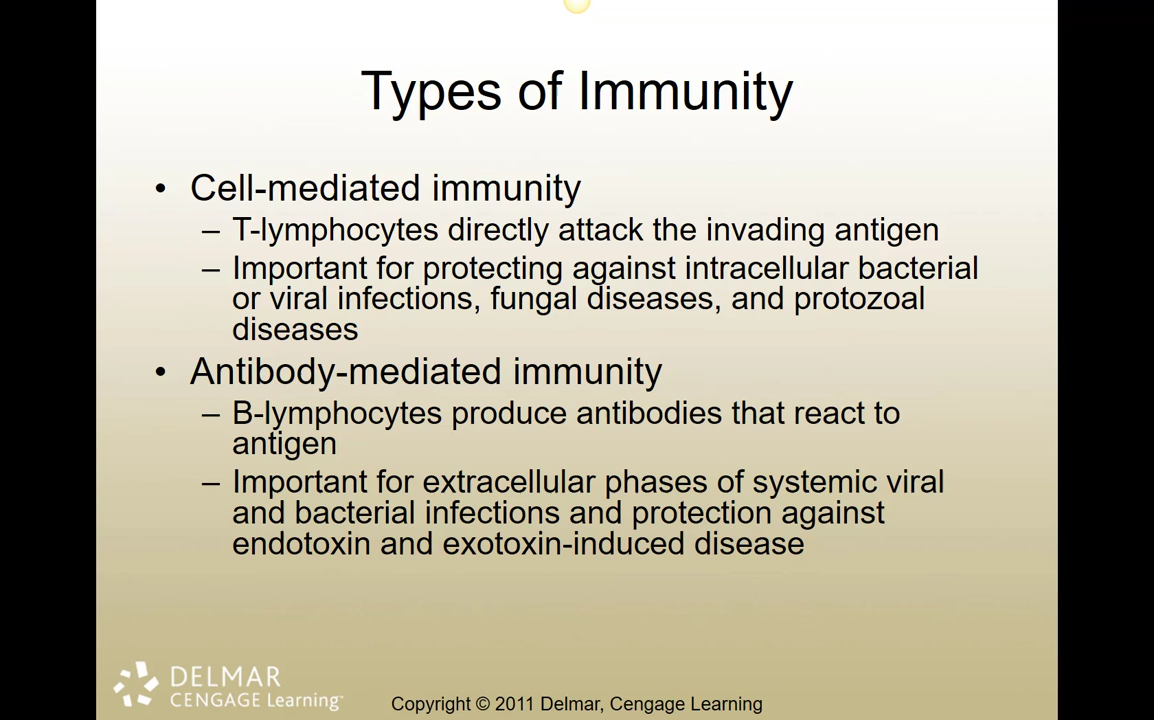 Types of Immunity
• Cell-mediated immunity
– T-lymphocytes directly attack the invading antigen
– Important for protecting against intracellular bacterial
or viral infections, fungal diseases, and protozoal
diseases
• Antibody-mediated immunity
– B-lymphocytes produce antibodies that react to
antigen
– Important for extracellular phases of systemic viral
and bacterial infections and protection against
endotoxin and exotoxin-induced disease
DELMAR
CENGAGE Learning™
Copyright © 2011 Delmar, Cengage Learning